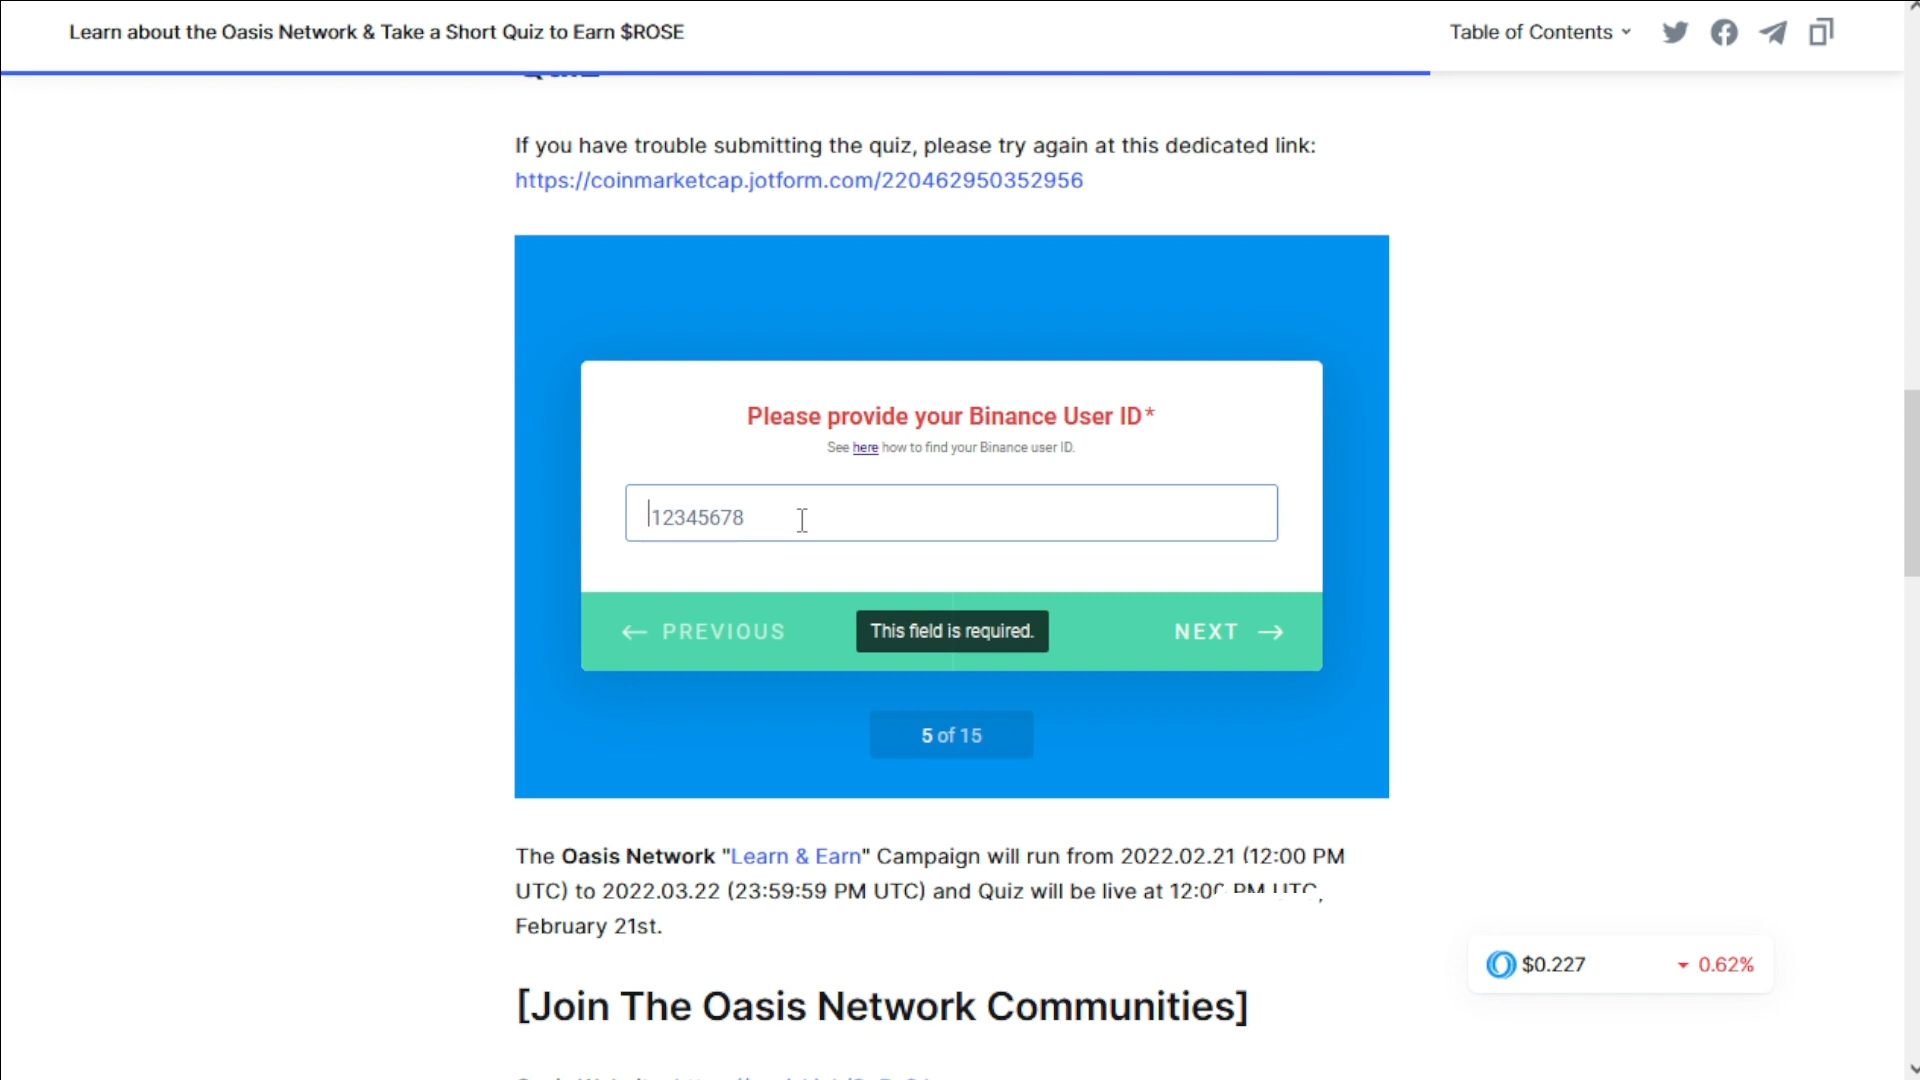 Learn about the Oasis Network & Take a Short Quiz to Earn $ROSE
Table of Contents
If you have trouble submitting the quiz, please try again at this dedicated link:
https://coinmarketcap.jotform.com/220462950352956
Please provide your Binance User ID*
See here how to find your Binance user ID.
12345678
← PREVIOUS
This field is required.
NEXT →
5 of 15
The Oasis Network "Learn & Earn" Campaign will run from 2022.02.21 (12:00 PM
UTC) to 2022.03.22 (23:59:59 PM UTC) and Quiz will be live at 12:00 PM UTC,
February 21st.
$0.227
0.62%
[Join The Oasis Network Communities]